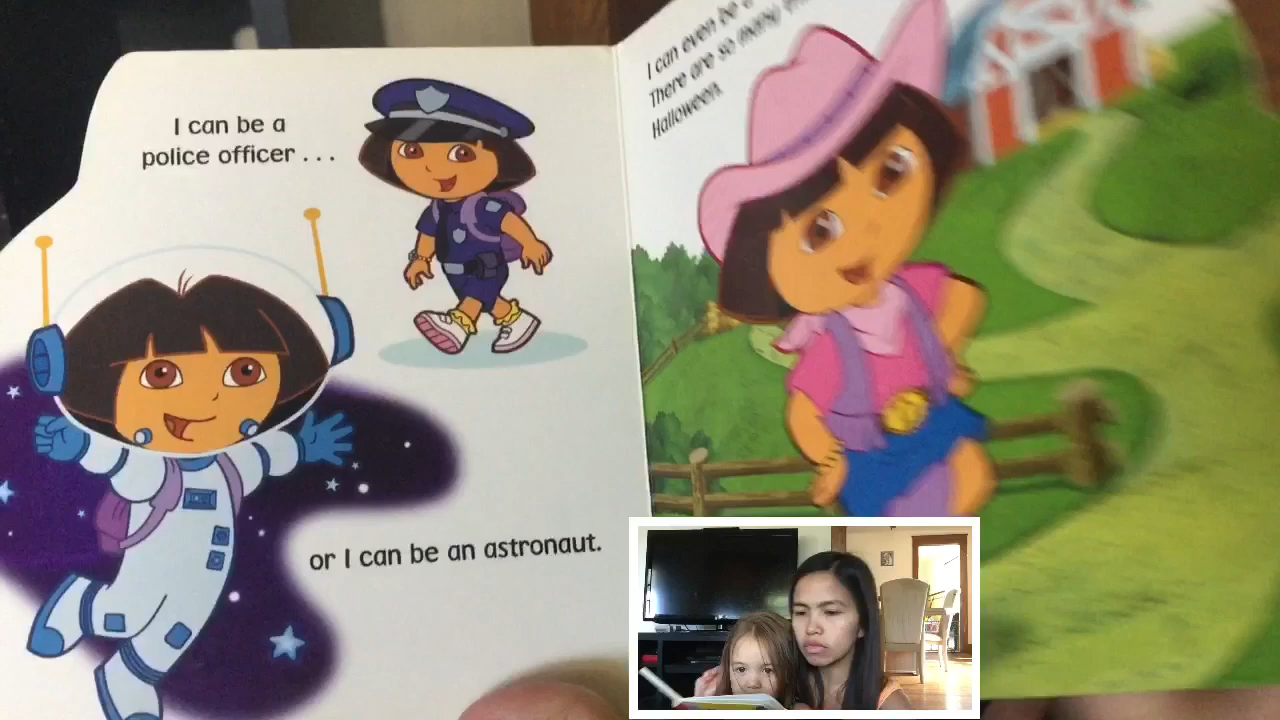 I can be a
police officer . . .
or I can be an astronaut.
I can even be a
There are so many
Halloween.